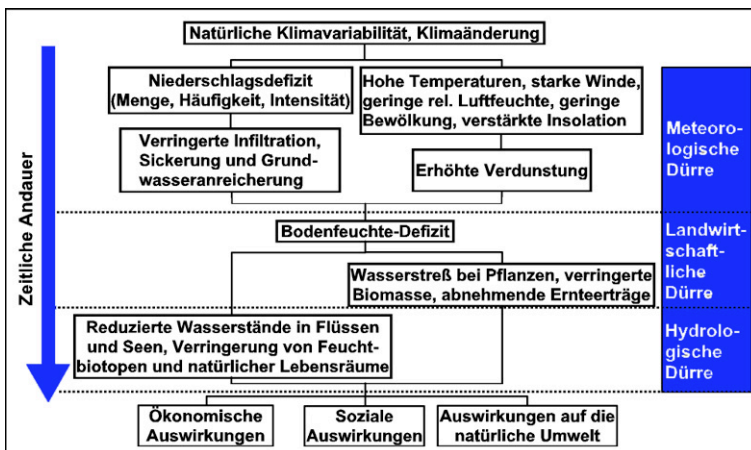 Natürliche Klimavariabilität, Klimaänderung
Niederschlagsdefizit
(Menge, Häufigkeit, Intensität)
Hohe Temperaturen, starke Winde,
geringe rel. Luftfeuchte, geringe
Bewölkung, verstärkte Insolation
Verringerte Infiltration,
Sickerung und Grund-
wasseranreicherung
Erhöhte Verdunstung
Meteoro-
logische
Dürre
Zeitliche Andauer
Bodenfeuchte-Defizit
Wasserstreß bei Pflanzen, verringerte
Biomasse, abnehmende Ernteerträge
Landwirt-
schaft-
liche
Dürre
Reduzierte Wasserstände in Flüssen
und Seen, Verringerung von Feucht-
biotopen und natürlicher Lebensräume
Hydrolo-
gische
Dürre
Ökonomische
Auswirkungen
Soziale
Auswirkungen
Auswirkungen auf die
natürliche Umwelt